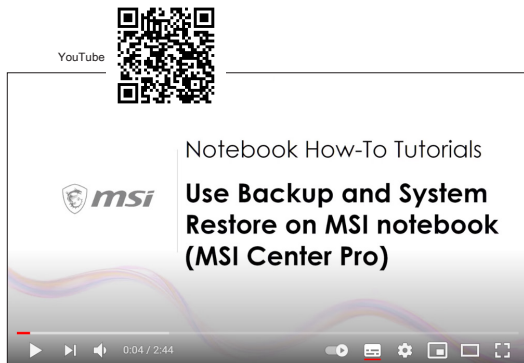 YouTube
Notebook How-To Tutorials
msi
Use Backup and System
Restore on MSI notebook
(MSI Center Pro)
0:04 / 2:44